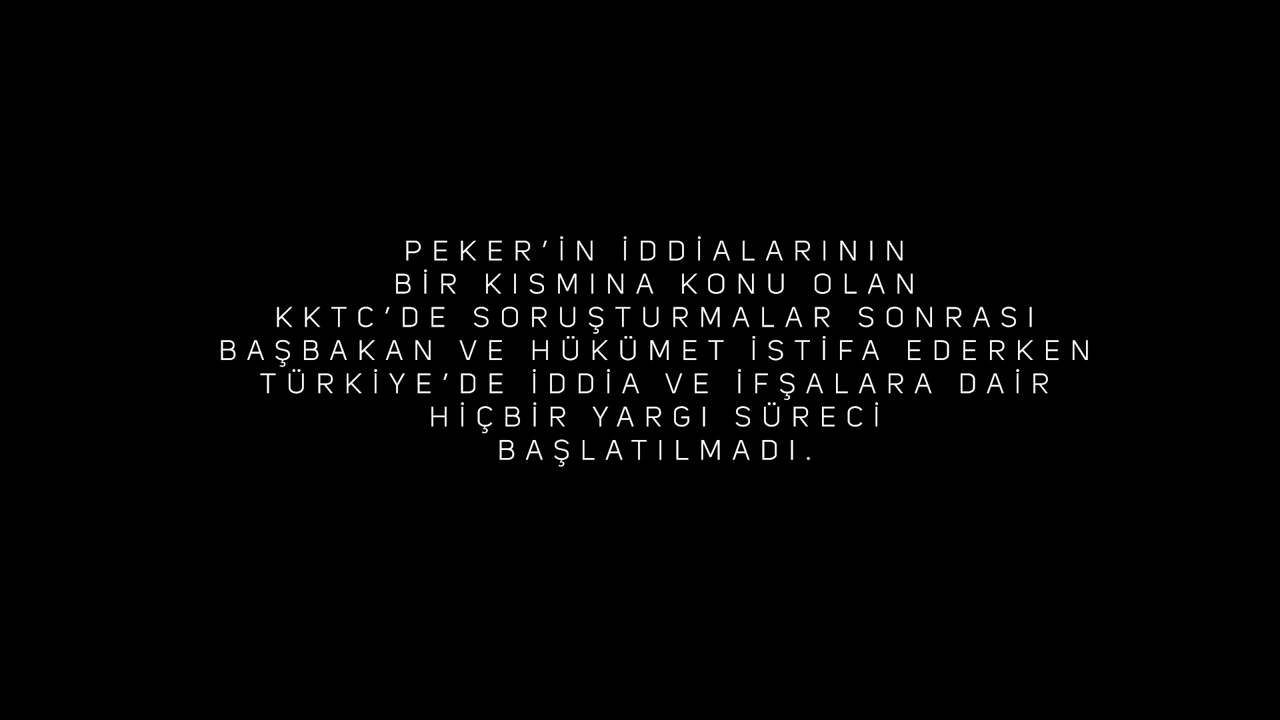 PEKER’İN İDDİALARININ
BİR KISMINA KONU OLAN
KKTC’DE SORUŞTURMALAR SONRASI
BAŞBAKAN VE HÜKÜMET İSTİFA EDERKEN
TÜRKİYE’DE İDDİA VE İFŞALARA DAİR
HİÇBİR YARGI SÜRECİ
BAŞLATILMADI.